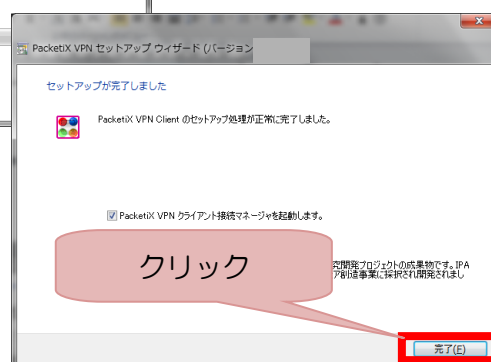 PacketiX VPN セットアップ ウィザード (バージョン
セットアップが完了しました
PacketiX VPN Client のセットアップ処理が正常に完了しました。
PacketiX VPN クライアント接続マネージャを起動します。
クリック
究開発プロジェクトの成果物です。IPA
ア創造事業に採択され開発されまし
完了(F)